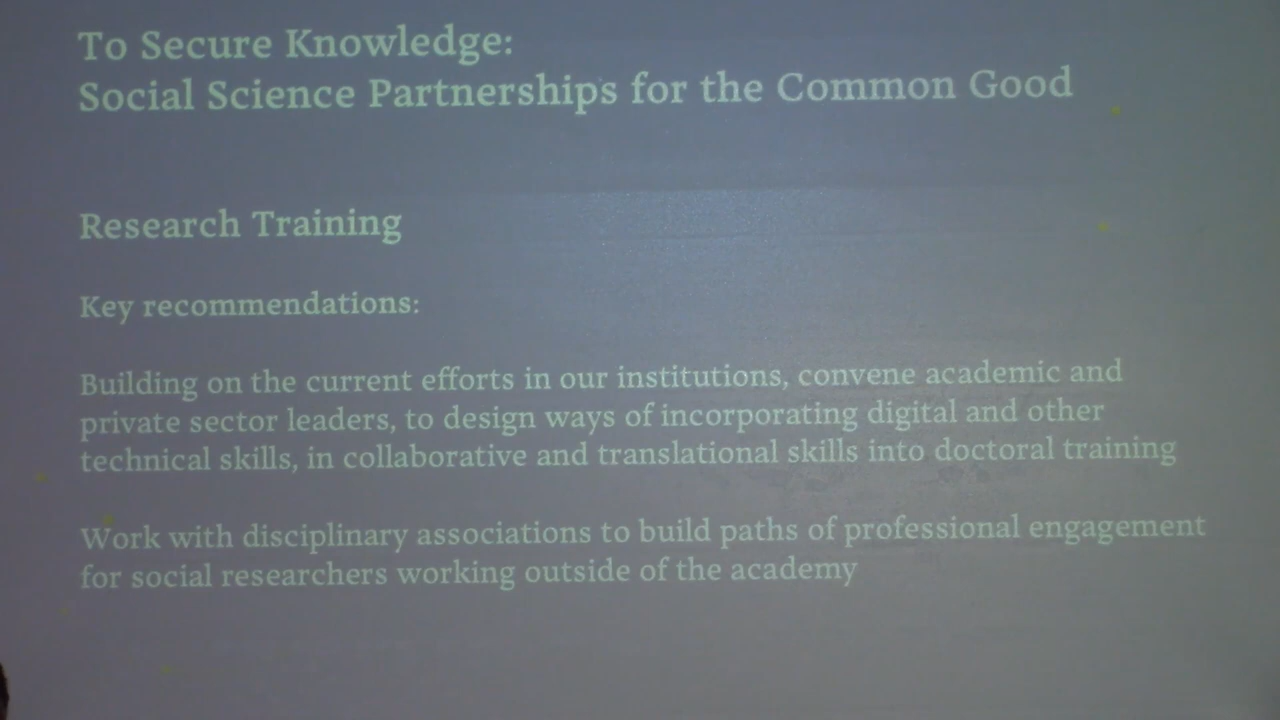 To Secure Knowledge:
Social Science Partnerships for the Common Good
Research Training
Key recommendations:
Building on the current efforts in our institutions, convene academic and
private sector leaders, to design ways of incorporating digital and other
technical skills, in collaborative and translational skills into doctoral training
Work with disciplinary associations to build paths of professional engagement
for social researchers working outside of the academy